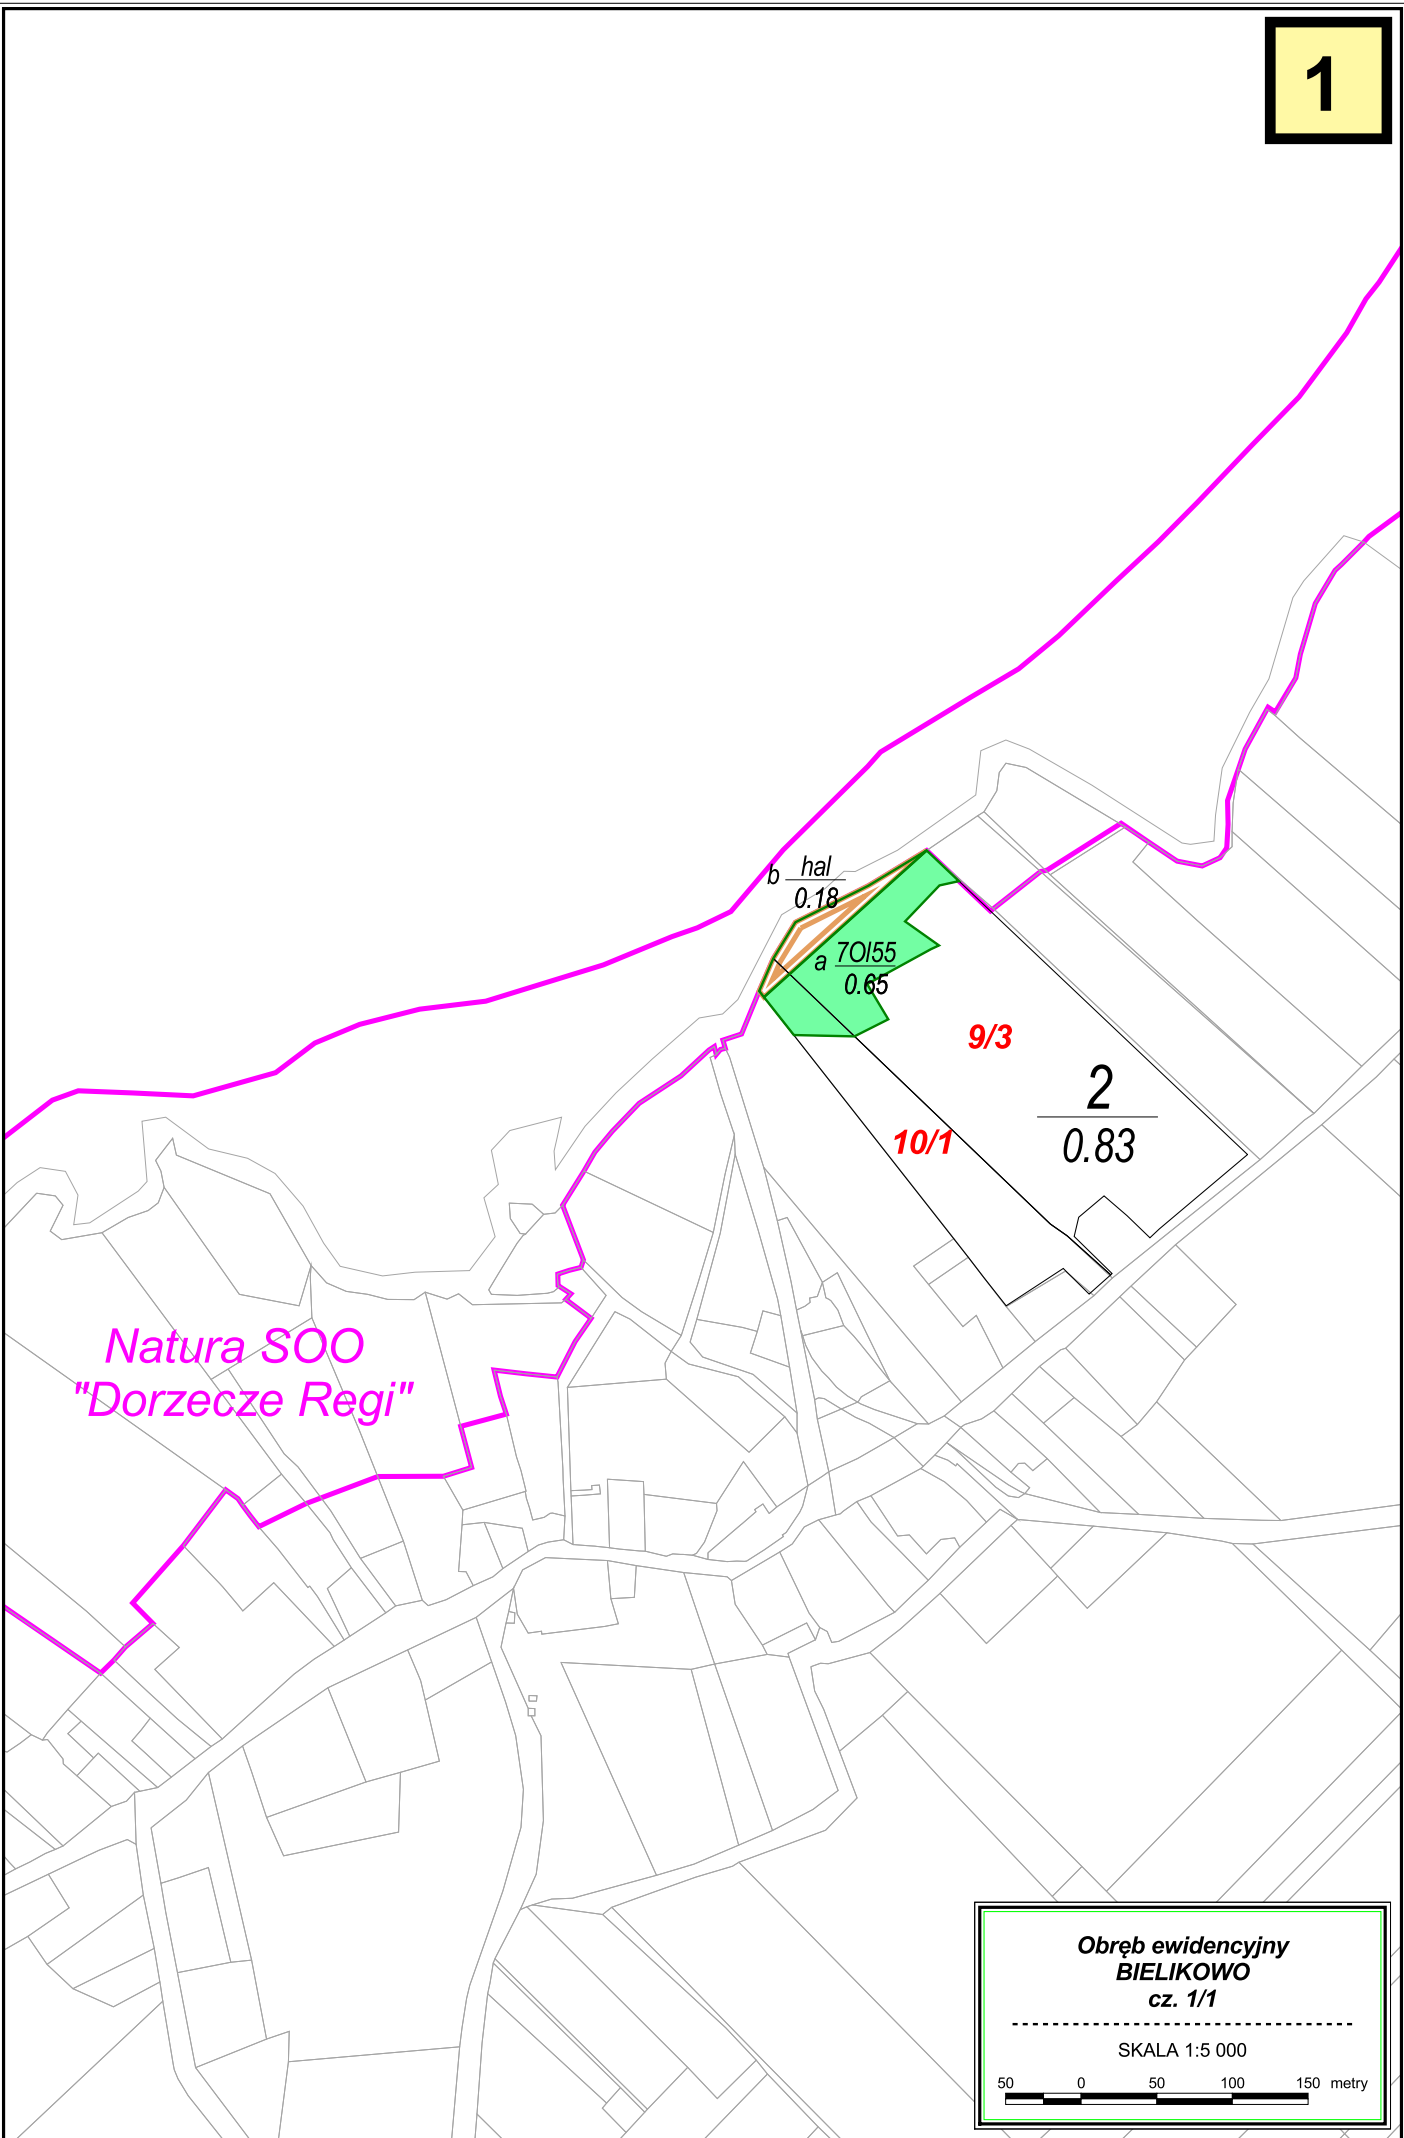 1
b hal
0.18
a 7Ol55
0.65
9/3
2
0.83
10/1
Natura SOO
"Dorzecze Regi"
Obręb ewidencyjny
BIELIKOWO
cz. 1/1
SKALA 1:5 000
50 0 50 100 150 metry